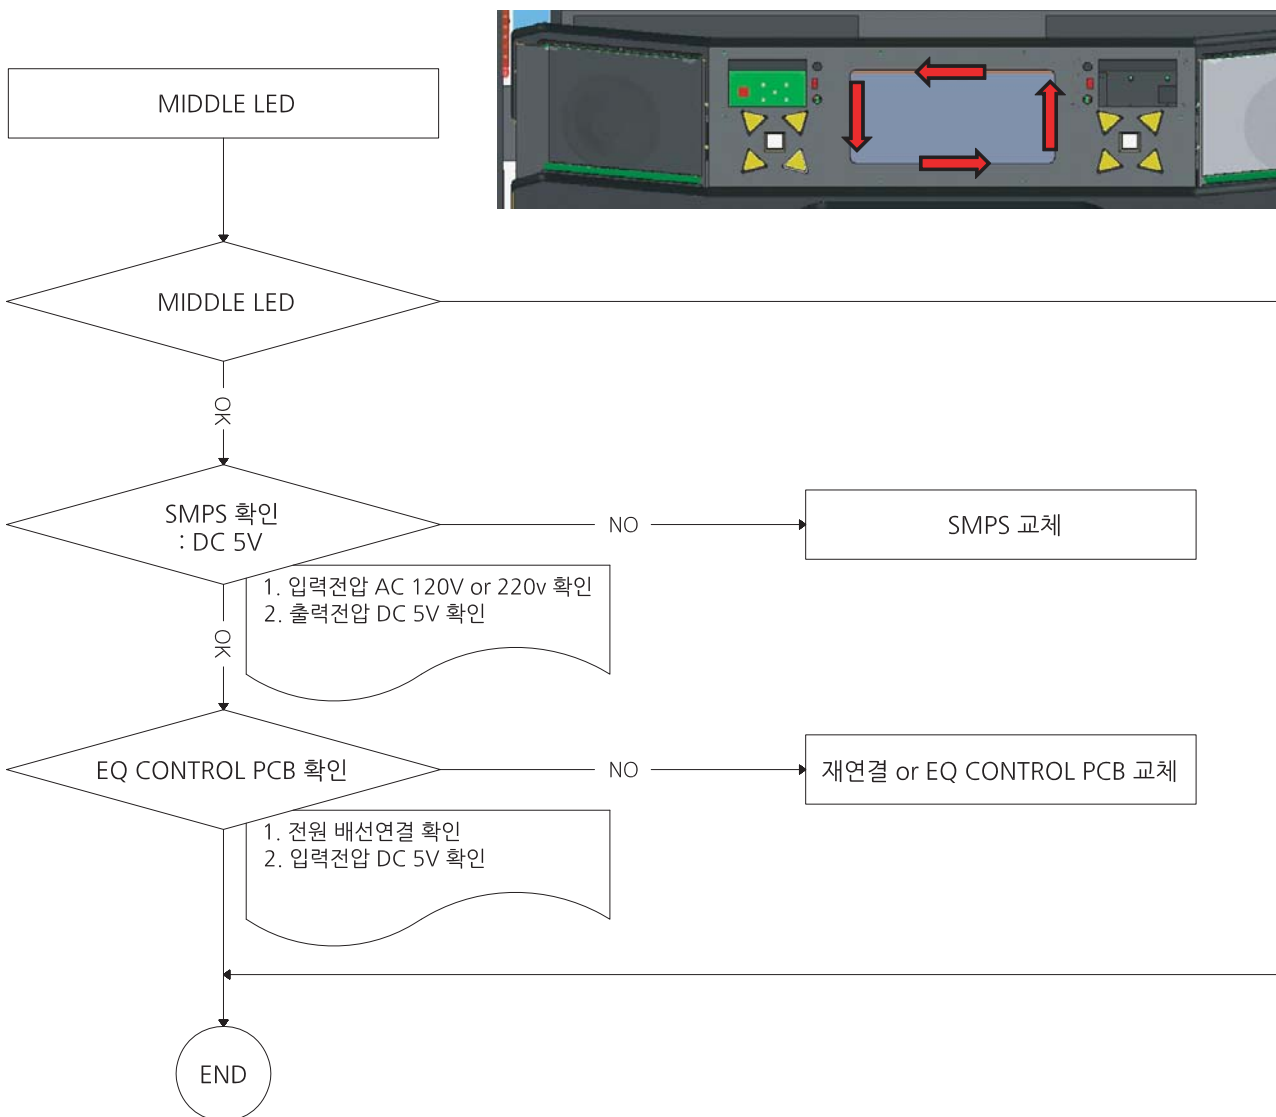 MIDDLE LED
MIDDLE LED
OK
SMPS 확인
: DC 5V
NO
SMPS 교체
1. 입력전압 AC 120V or 220v 확인
2. 출력전압 DC 5V 확인
OK
EQ CONTROL PCB 확인
NO
재연결 or EQ CONTROL PCB 교체
1. 전원 배선연결 확인
2. 입력전압 DC 5V 확인
END